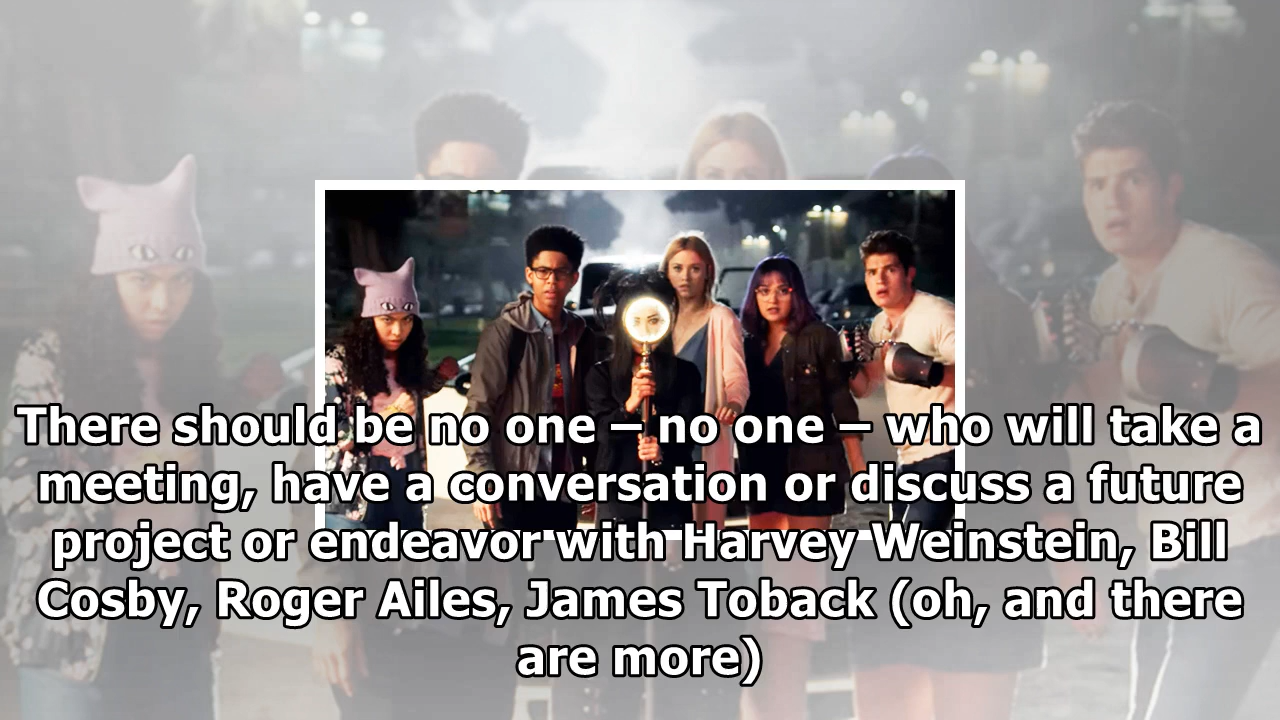 There should be no one – no one – who will take a
meeting, have a conversation or discuss a future
project or endeavor with Harvey Weinstein, Bill
Cosby, Roger Ailes, James Toback (oh, and there
are more)